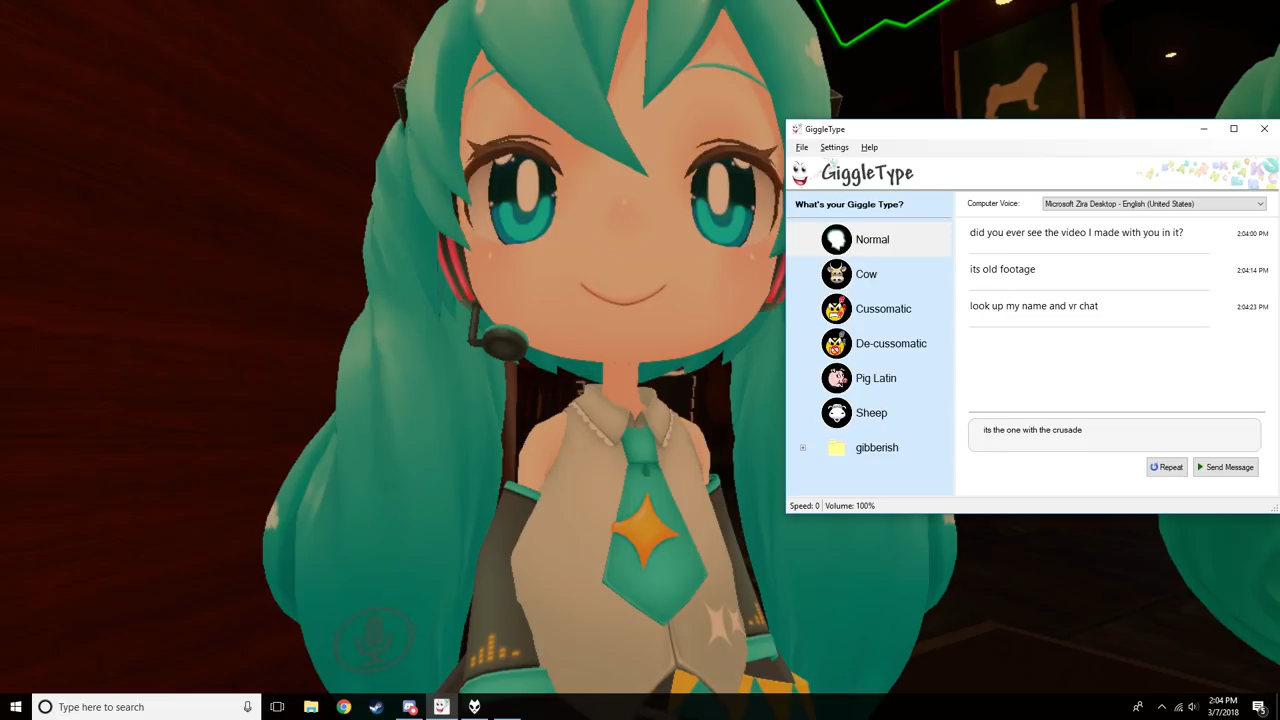 GiggleType
File Settings Help
GiggleType
What's your Giggle Type?
Normal
Cow
Cussomatic
De-cussomatic
Pig Latin
Sheep
gibberish
Computer Voice: Microsoft Zira Desktop - English (United States)
did you ever see the video I made with you in it? 2:04:00 PM
its old footage 2:04:14 PM
look up my name and vr chat 2:04:23 PM
its the one with the crusade
Repeat Send Message
Speed: 0 Volume: 100%
Type here to search
2:04 PM
3/7/2018